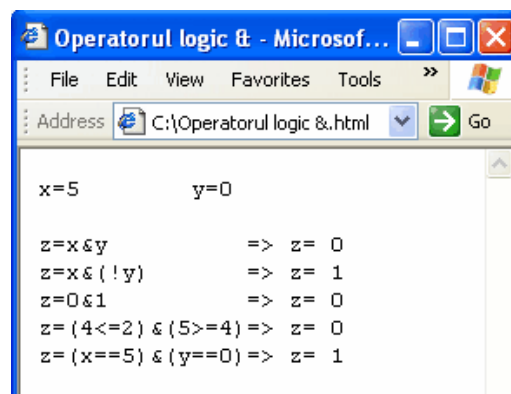 Operatorul logic & - Microsof...
File Edit View Favorites Tools »
Address C:\Operatorul logic &.html Go
x=5 y=0
z=x&y => z= 0
z=x&(!y) => z= 1
z=0&1 => z= 0
z=(4<=2)&(5>=4)=> z= 0
z=(x==5)&(y==0)=> z= 1